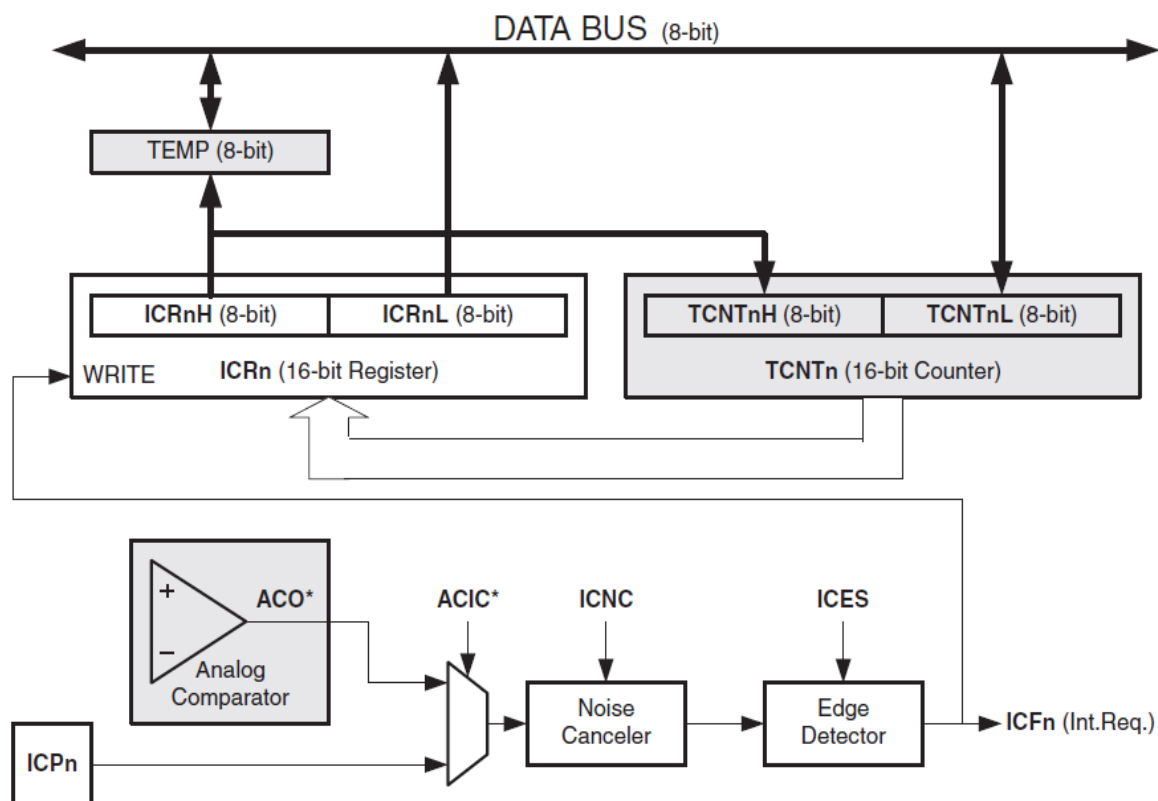 DATA BUS (8-bit)
TEMP (8-bit)
ICRnH (8-bit)
ICRnL (8-bit)
TCNTnH (8-bit)
TCNTnL (8-bit)
WRITE
ICRn (16-bit Register)
TCNTn (16-bit Counter)
+
−
ACO*
Analog
Comparator
ACIC*
ICNC
ICES
Noise
Canceler
Edge
Detector
ICFn (Int.Req.)
ICPn